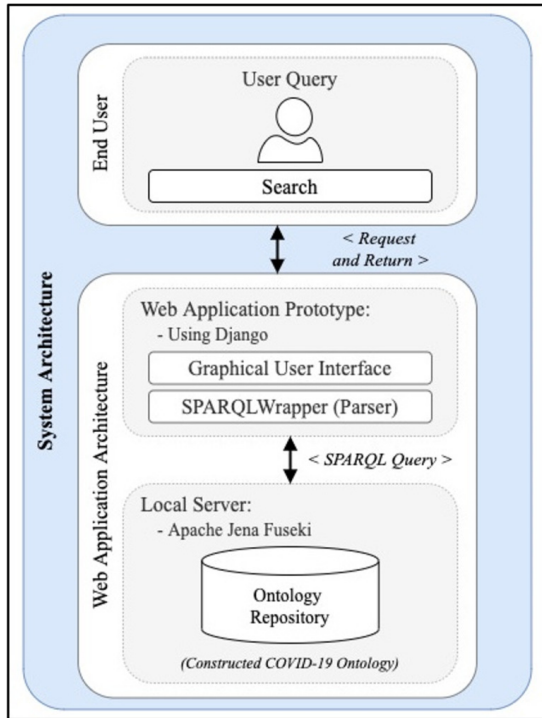 System Architecture
End User
User Query
Search
< Request
and Return >
Web Application Architecture
Web Application Prototype:
- Using Django
Graphical User Interface
SPARQLWrapper (Parser)
< SPARQL Query >
Local Server:
- Apache Jena Fuseki
Ontology
Repository
(Constructed COVID-19 Ontology)